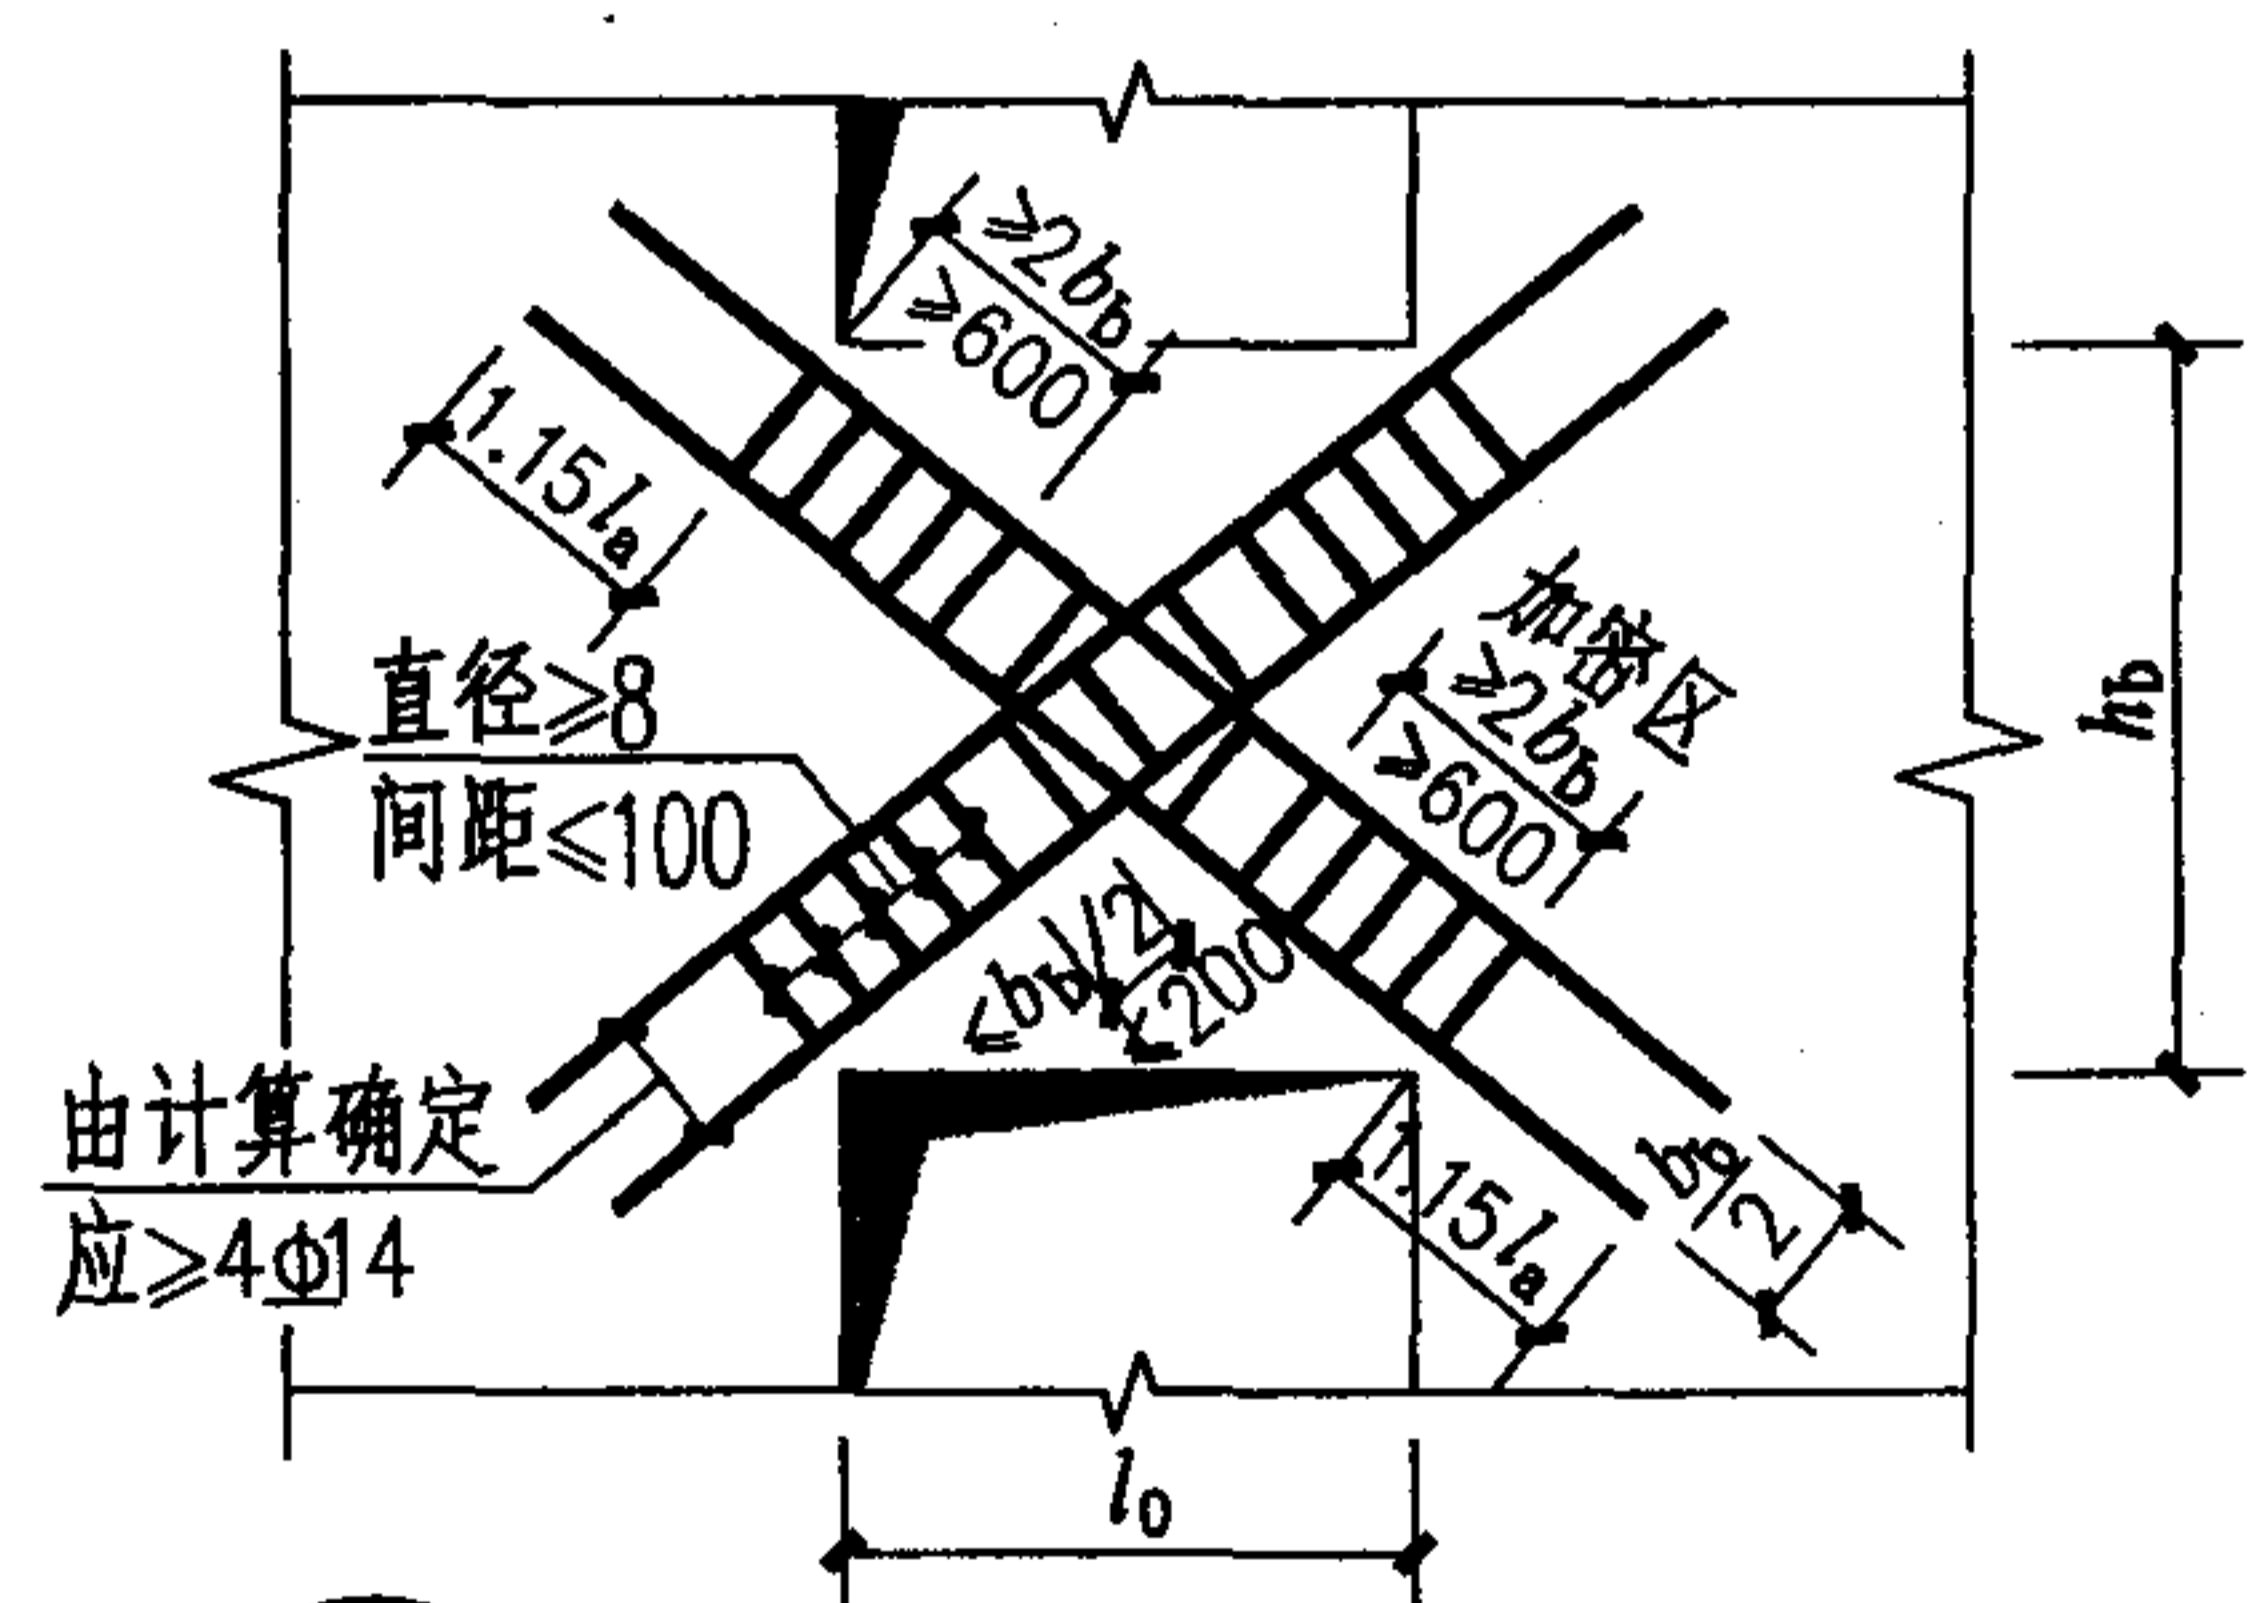 ≥2bb
≥600
1.15la
直径≥8
间距≤100
加密区
≥2bb
≥600
hb
≤bb/2
≤200
由计算确定
应≥4Φ14
1.15la
bb/2
l0